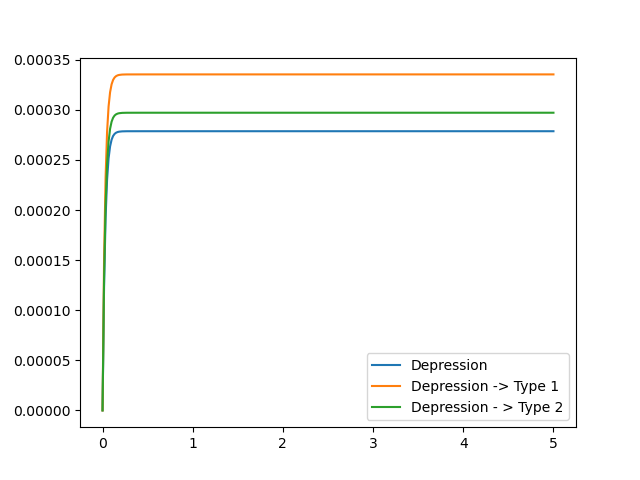 0.00035
0.00030
0.00025
0.00020
0.00015
0.00010
0.00005
0.00000
0 1 2 3 4 5
Depression
Depression -> Type 1
Depression - > Type 2